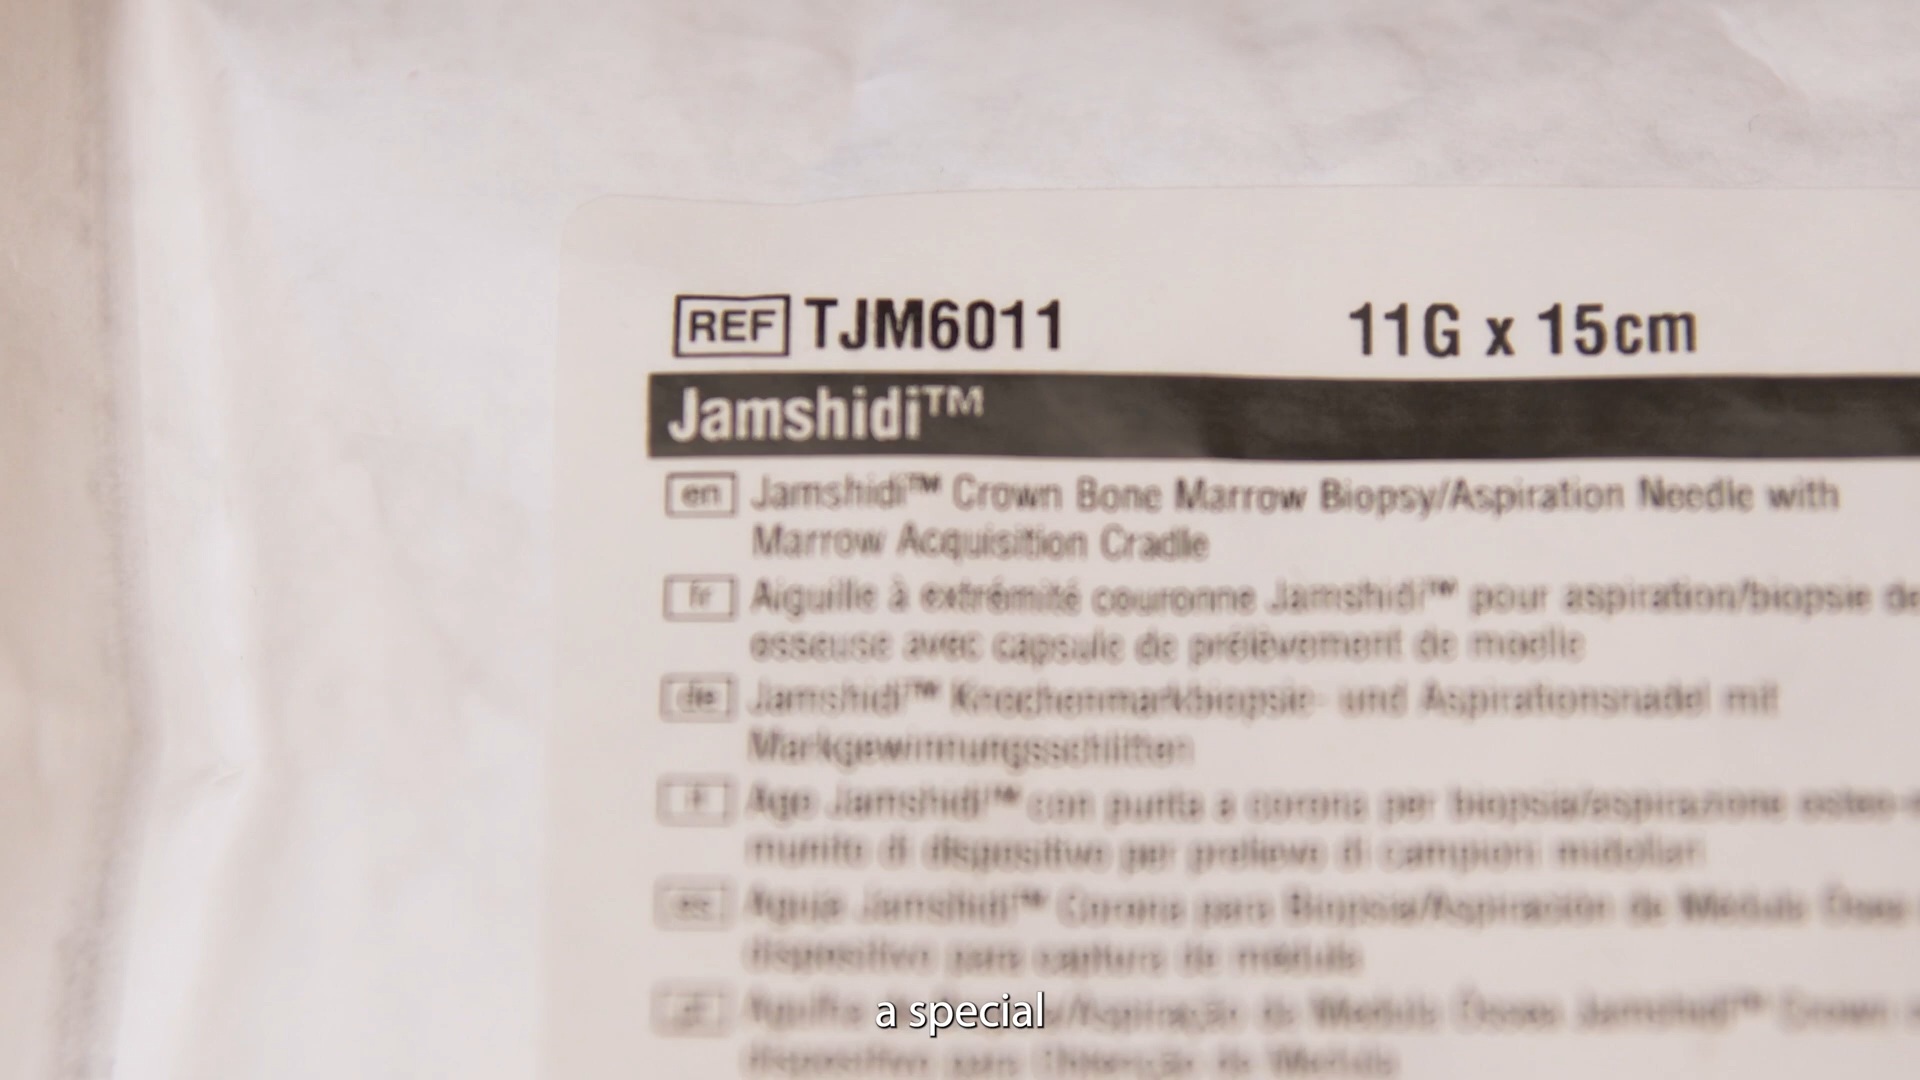 REF TJM6011 11G x 15cm
Jamshidi™
en Jamshidi™ Crown Bone Marrow Biopsy/Aspiration Needle with
Marrow Acquisition Cradle
fr Aiguille à extrémité couronne Jamshidi™ pour aspiration/biopsie de
osseuse avec capsule de prélèvement de moelle
de Jamshidi™ Knochenmarkbiopsie- und Aspirationsnadel mit
Markgewinnungsschlitten
it Ago Jamshidi™ con punta a corona per biopsia/aspirazione
munito di dispositivo per prelievo di campioni midollari
es Aguja Jamshidi™ Corona para Biopsia/Aspiración de Médula
dispositivo para captura de médula
Jamshidi™ Crown
a special